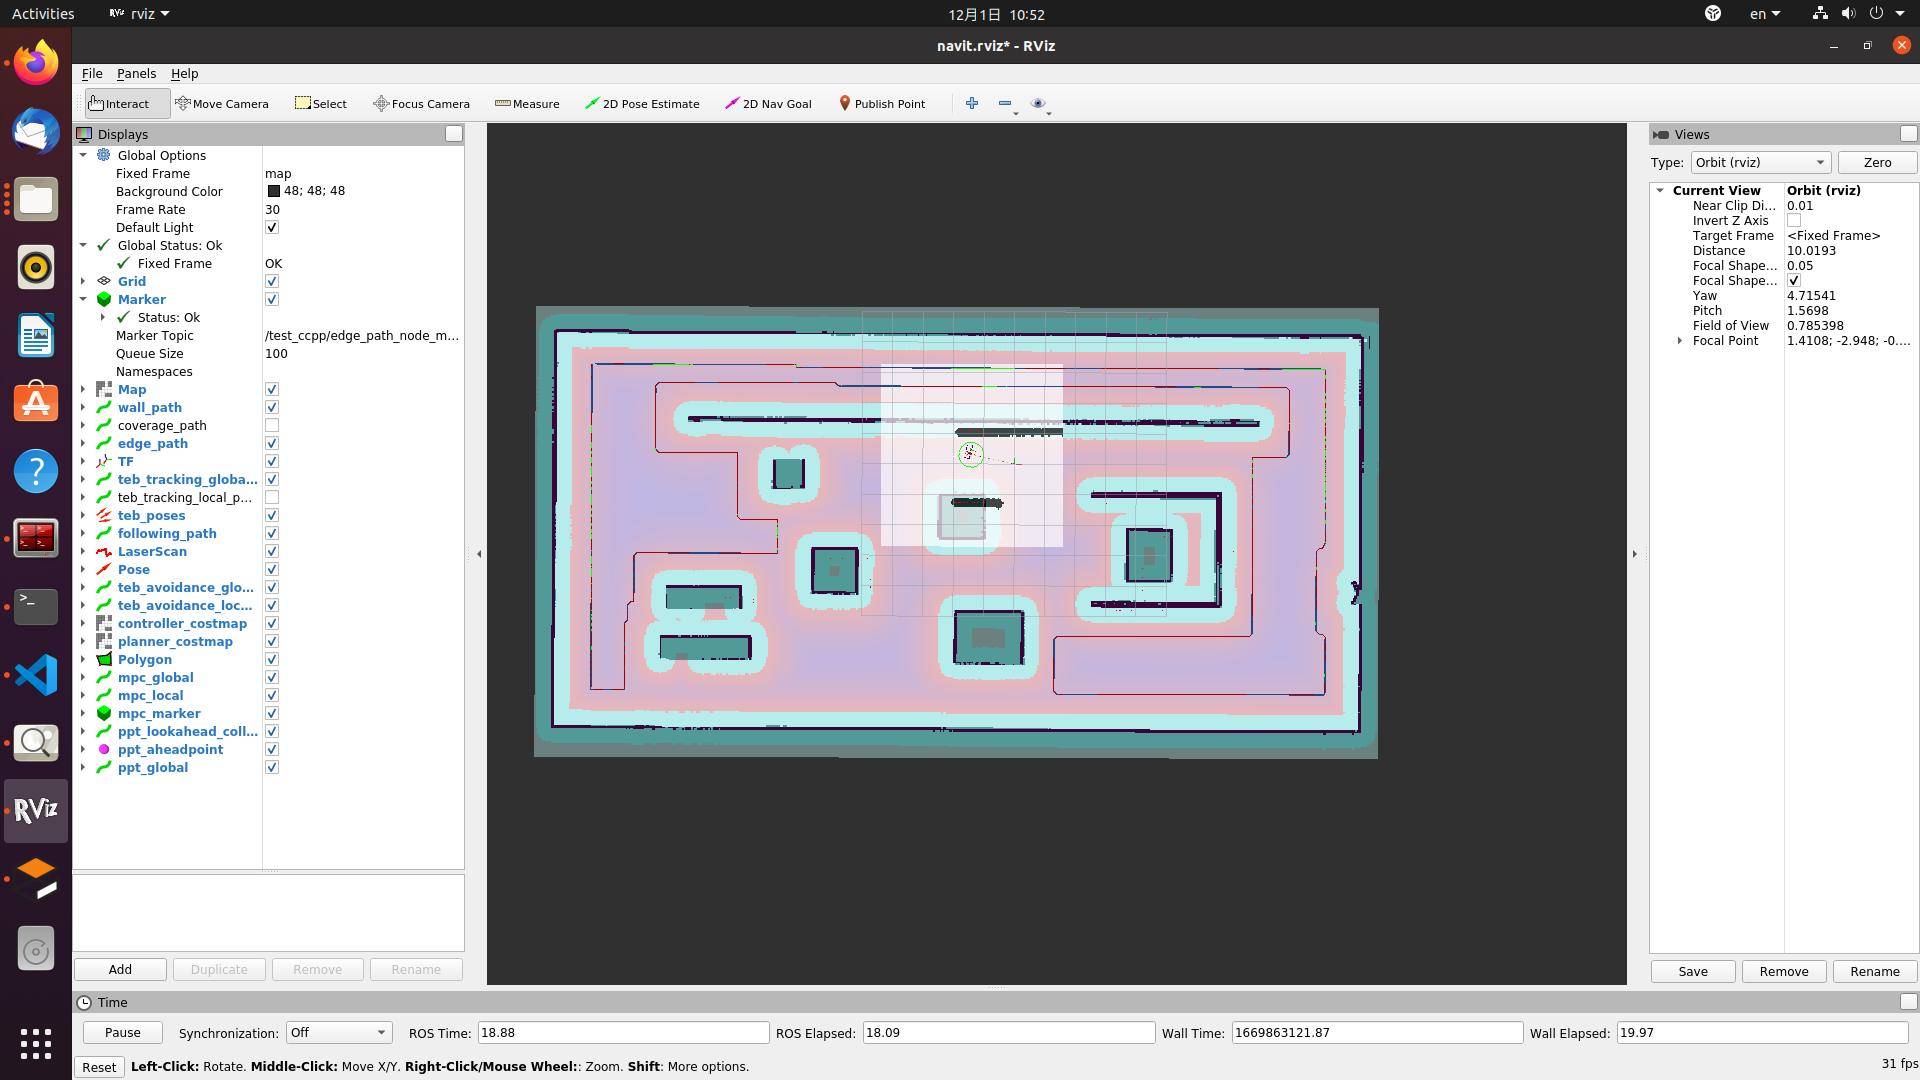 Activities
rviz
12月1日 10:52
en
navit.rviz* - RViz
File Panels Help
Interact
Move Camera
Select
Focus Camera
Measure
2D Pose Estimate
2D Nav Goal
Publish Point
Displays
Global Options
Fixed Frame map
Background Color 48; 48; 48
Frame Rate 30
Default Light
Global Status: Ok
Fixed Frame OK
Grid
Marker
Status: Ok
Marker Topic /test_ccpp/edge_path_node_m...
Queue Size 100
Namespaces
Map
wall_path
coverage_path
edge_path
TF
teb_tracking_globa...
teb_tracking_local_p...
teb_poses
following_path
LaserScan
Pose
teb_avoidance_glo...
teb_avoidance_loc...
controller_costmap
planner_costmap
Polygon
mpc_global
mpc_local
mpc_marker
ppt_lookahead_coll...
ppt_aheadpoint
ppt_global
Add Duplicate Remove Rename
Views
Type: Orbit (rviz) Zero
Current View Orbit (rviz)
Near Clip Di... 0.01
Invert Z Axis
Target Frame <Fixed Frame>
Distance 10.0193
Focal Shape... 0.05
Focal Shape...
Yaw 4.71541
Pitch 1.5698
Field of View 0.785398
Focal Point 1.4108; -2.948; -0....
Save Remove Rename
RViz
Time
Pause Synchronization: Off ROS Time: 18.88 ROS Elapsed: 18.09 Wall Time: 1669863121.87 Wall Elapsed: 19.97
Reset Left-Click: Rotate. Middle-Click: Move X/Y. Right-Click/Mouse Wheel:: Zoom. Shift: More options.
31 fps